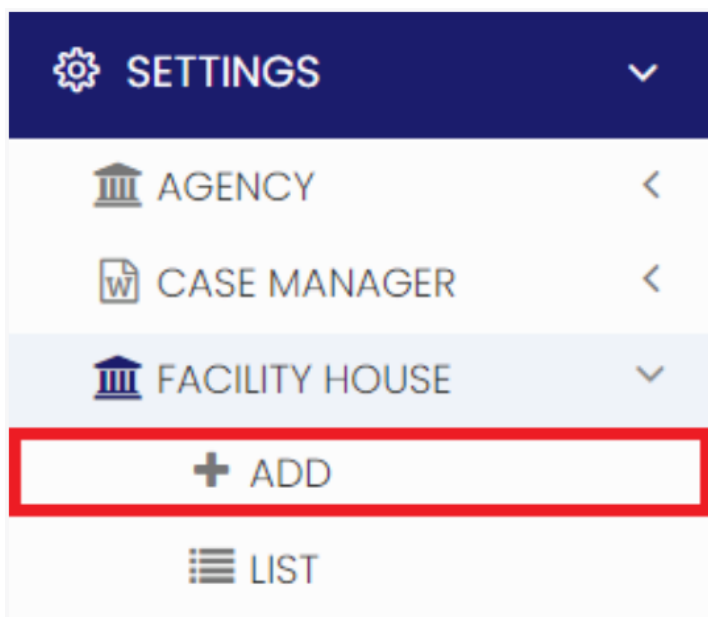 SETTINGS
AGENCY
CASE MANAGER
FACILITY HOUSE
ADD
LIST